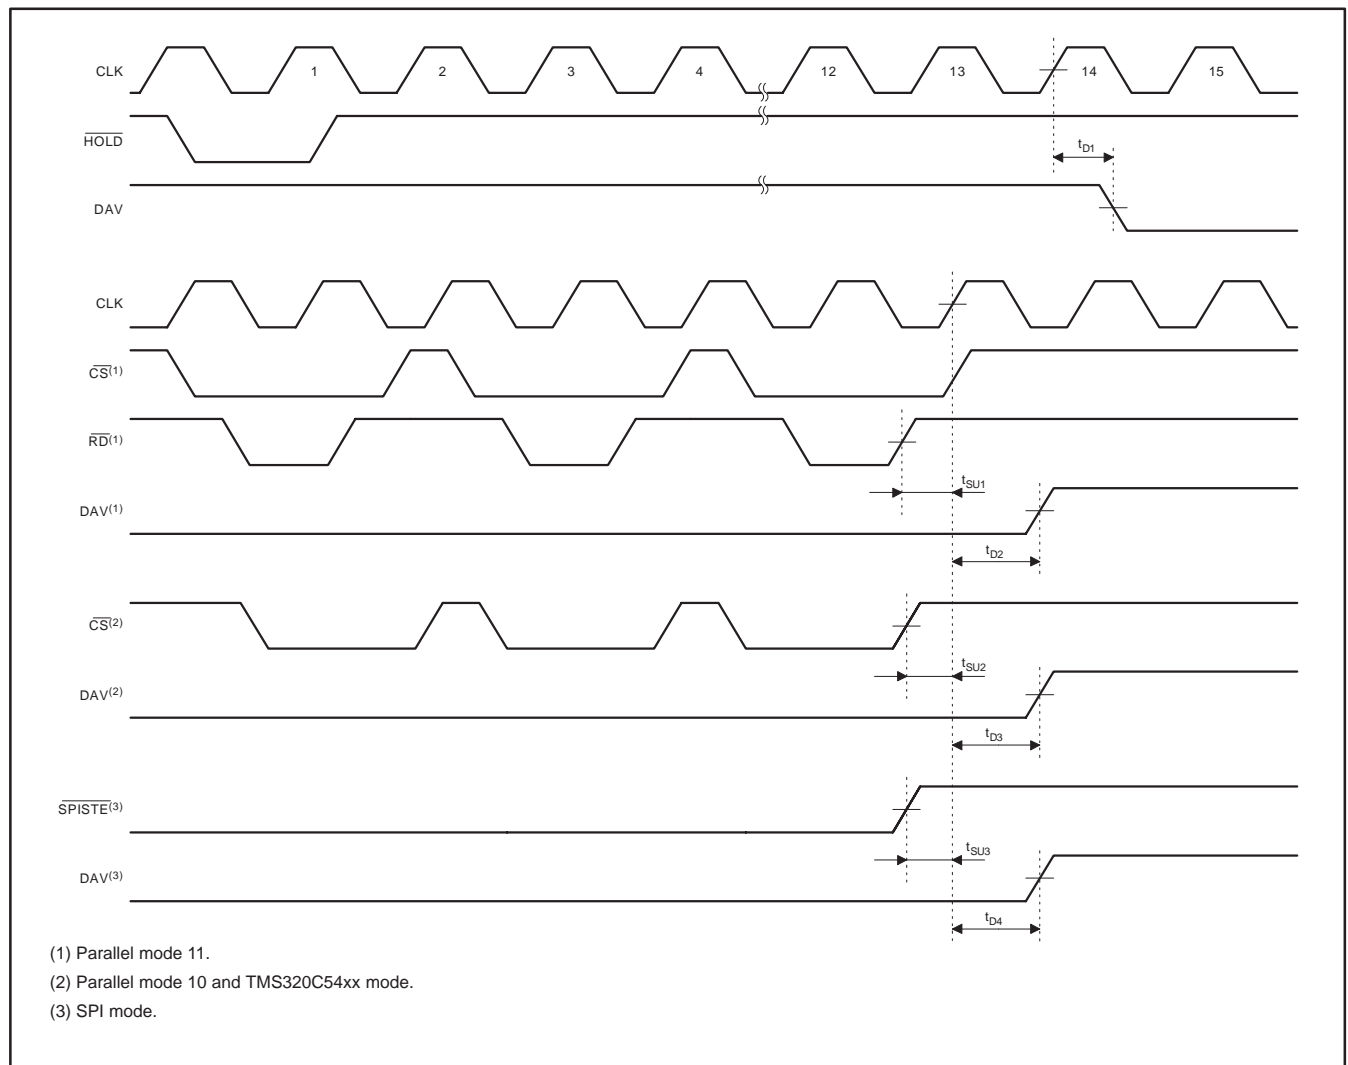 CLK 1 2 3 4 12 13 14 15
HOLD
tD1
DAV
CLK
CS(1)
RD(1)
tSU1
DAV(1)
tD2
CS(2)
tSU2
DAV(2)
tD3
SPISTE(3)
tSU3
DAV(3)
tD4
(1) Parallel mode 11.
(2) Parallel mode 10 and TMS320C54xx mode.
(3) SPI mode.